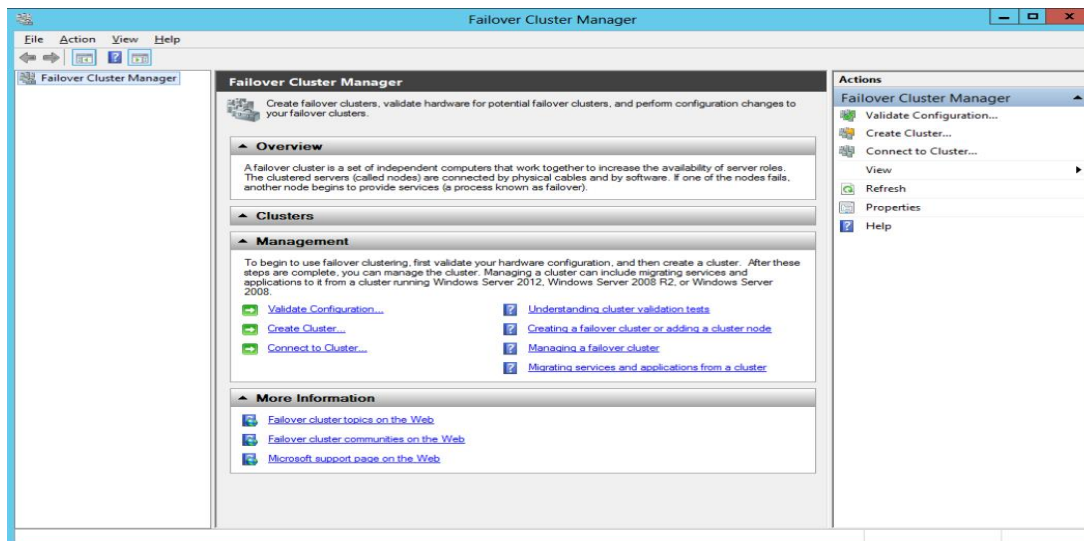 Failover Cluster Manager
File Action View Help
Failover Cluster Manager
Failover Cluster Manager
Create failover clusters, validate hardware for potential failover clusters, and perform configuration changes to
your failover clusters.
Overview
A failover cluster is a set of independent computers that work together to increase the availability of server roles.
The clustered servers (called nodes) are connected by physical cables and by software. If one of the nodes fails,
another node begins to provide services (a process known as failover).
Clusters
Management
To begin to use failover clustering, first validate your hardware configuration, and then create a cluster. After these
steps are complete, you can manage the cluster. Managing a cluster can include migrating services and
applications to it from a cluster running Windows Server 2012, Windows Server 2008 R2, or Windows Server
2008.
Validate Configuration...
Create Cluster...
Connect to Cluster...
Understanding cluster validation tests
Creating a failover cluster or adding a cluster node
Managing a failover cluster
Migrating services and applications from a cluster
More Information
Failover cluster topics on the Web
Failover cluster communities on the Web
Microsoft support page on the Web
Actions
Failover Cluster Manager
Validate Configuration...
Create Cluster...
Connect to Cluster...
View
Refresh
Properties
Help